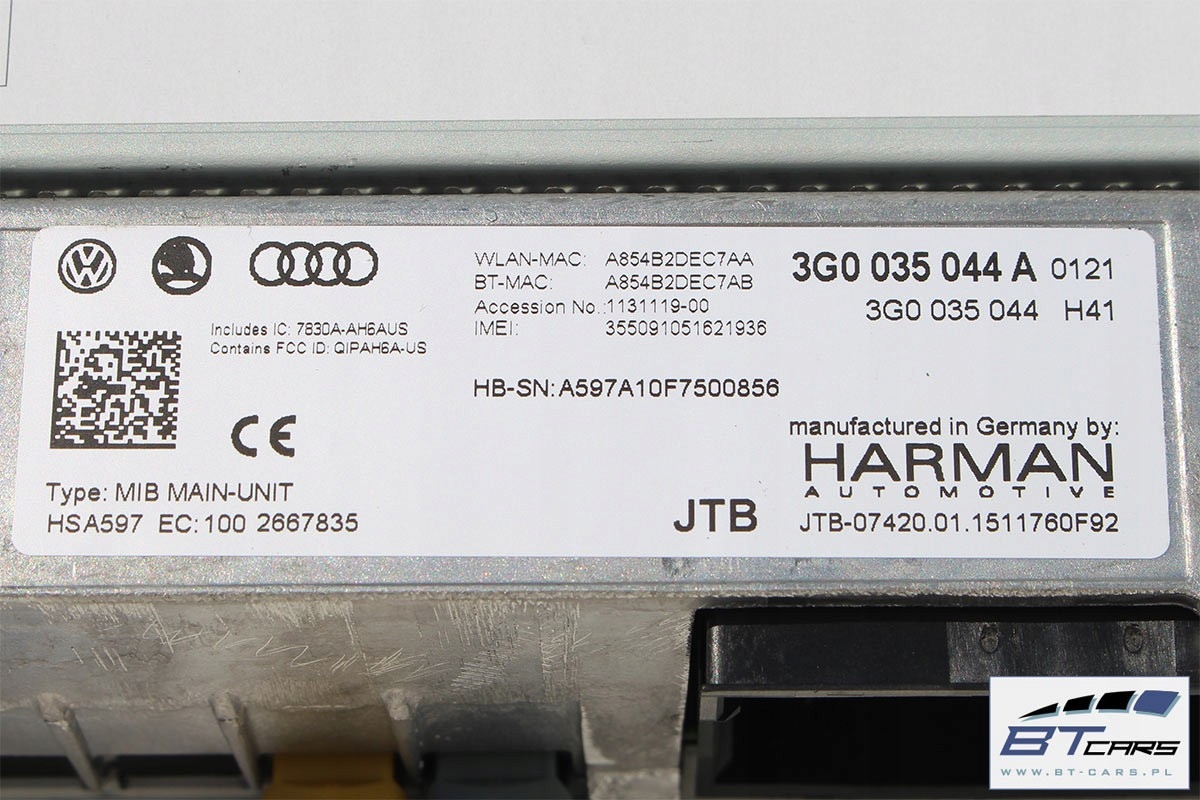 WLAN-MAC: A854B2DEC7AA
BT-MAC: A854B2DEC7AB
Accession No.:1131119-00
IMEI: 355091051621936
3G0 035 044 A 0121
3G0 035 044 H41
Includes IC: 7830A-AH6AUS
Contains FCC ID: QIPAH6A-US
HB-SN:A597A10F7500856
CE
manufactured in Germany by:
HARMAN
AUTOMOTIVE
Type: MIB MAIN-UNIT
HSA597 EC:100 2667835
JTB
JTB-07420.01.1511760F92
BT CARS
WWW.BT-CARS.PL